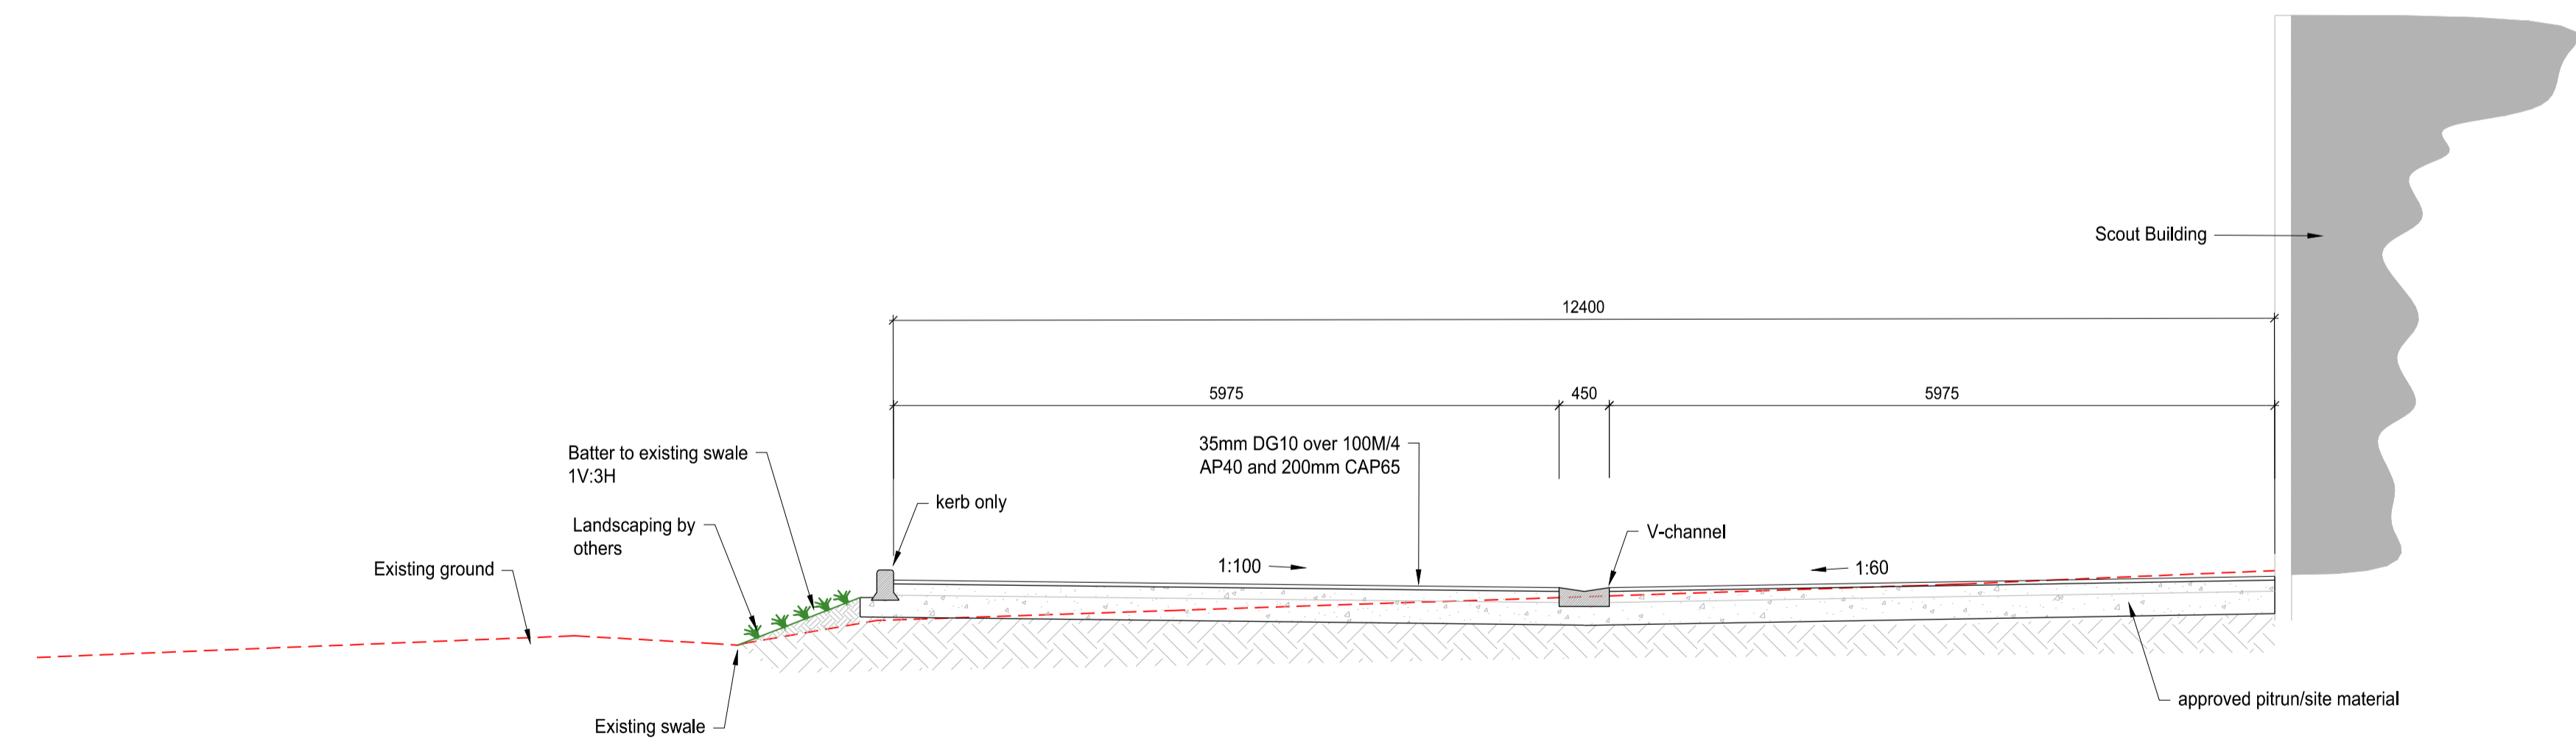 Scout Building
12400
5975
450
5975
35mm DG10 over 100M/4
AP40 and 200mm CAP65
Batter to existing swale
1V:3H
kerb only
Landscaping by
others
V-channel
Existing ground
1:100
1:60
approved pitrun/site material
Existing swale